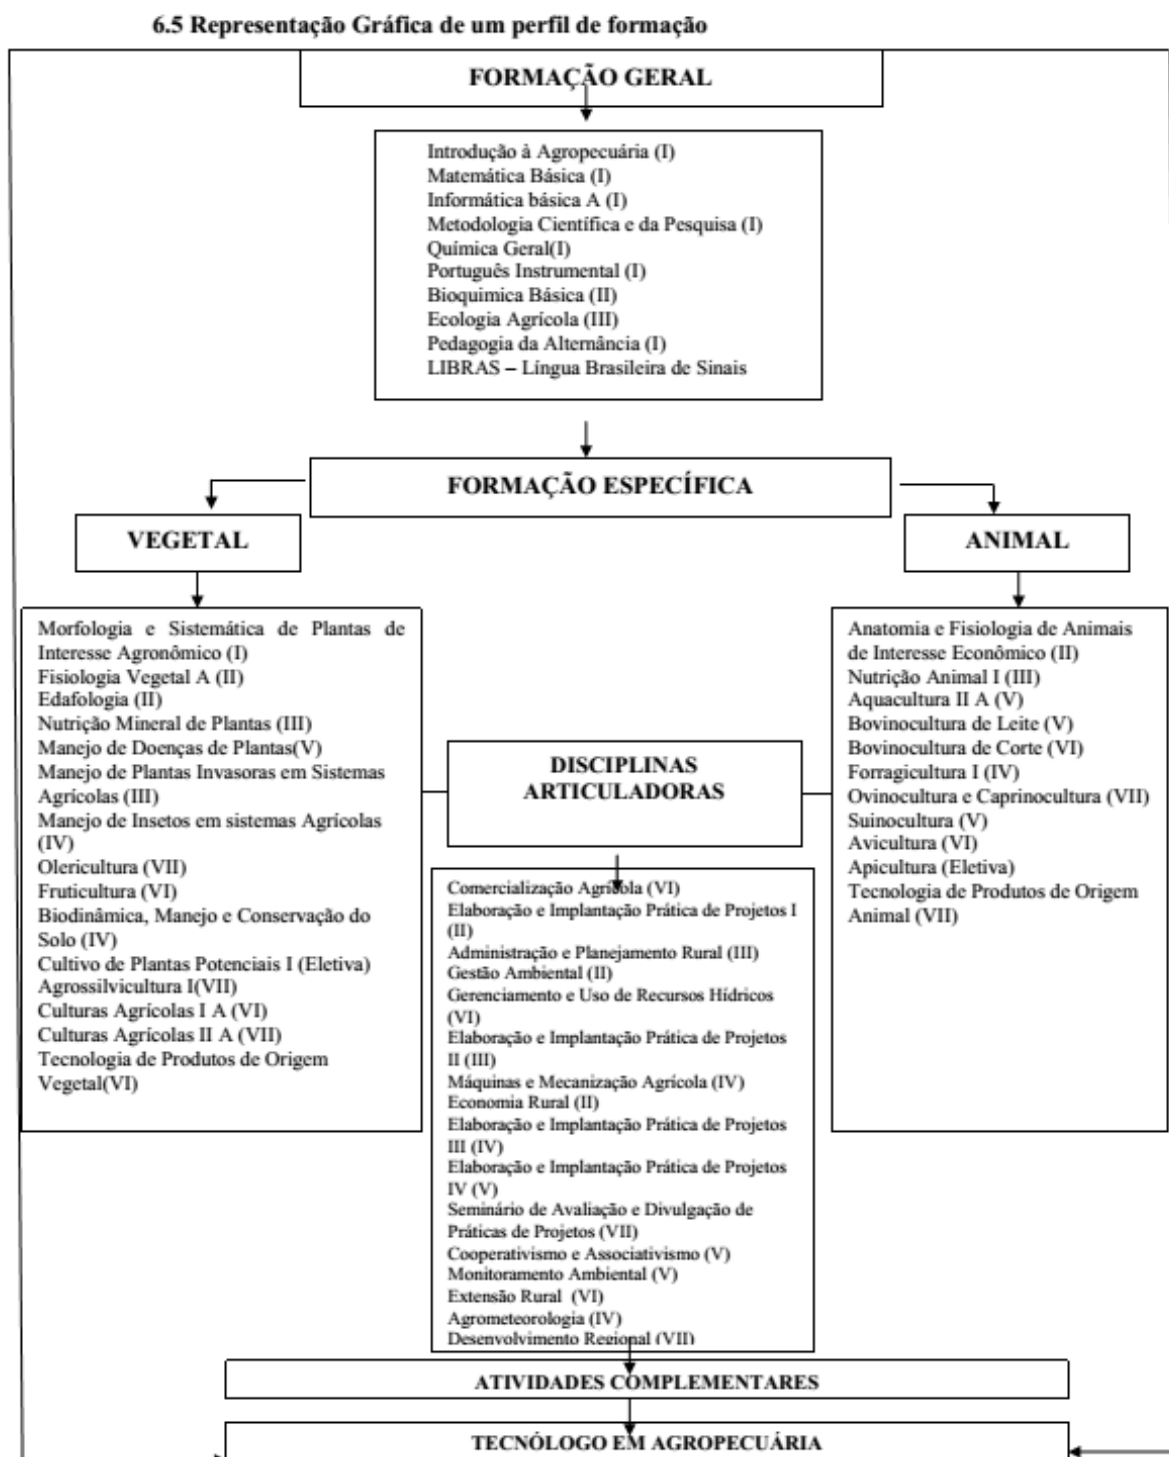 6.5 Representação Gráfica de um perfil de formação
FORMAÇÃO GERAL
Introdução à Agropecuária (I)
Matemática Básica (I)
Informática básica A (I)
Metodologia Científica e da Pesquisa (I)
Química Geral(I)
Português Instrumental (I)
Bioquimica Básica (II)
Ecologia Agrícola (III)
Pedagogia da Alternância (I)
LIBRAS – Língua Brasileira de Sinais
FORMAÇÃO ESPECÍFICA
VEGETAL
Morfologia e Sistemática de Plantas de
Interesse Agronômico (I)
Fisiologia Vegetal A (II)
Edafologia (II)
Nutrição Mineral de Plantas (III)
Manejo de Doenças de Plantas(V)
Manejo de Plantas Invasoras em Sistemas
Agrícolas (III)
Manejo de Insetos em sistemas Agrícolas
(IV)
Olericultura (VII)
Fruticultura (VI)
Biodinâmica, Manejo e Conservação do
Solo (IV)
Cultivo de Plantas Potenciais I (Eletiva)
Agrossilvicultura I(VII)
Culturas Agrícolas I A (VI)
Culturas Agrícolas II A (VII)
Tecnologia de Produtos de Origem
Vegetal(VI)
DISCIPLINAS
ARTICULADORAS
Comercialização Agrícola (VI)
Elaboração e Implantação Prática de Projetos I
(II)
Administração e Planejamento Rural (III)
Gestão Ambiental (II)
Gerenciamento e Uso de Recursos Hídricos
(VI)
Elaboração e Implantação Prática de Projetos
II (III)
Máquinas e Mecanização Agrícola (IV)
Economia Rural (II)
Elaboração e Implantação Prática de Projetos
III (IV)
Elaboração e Implantação Prática de Projetos
IV (V)
Seminário de Avaliação e Divulgação de
Práticas de Projetos (VII)
Cooperativismo e Associativismo (V)
Monitoramento Ambiental (V)
Extensão Rural (VI)
Agrometeorologia (IV)
Desenvolvimento Regional (VII)
ANIMAL
Anatomia e Fisiologia de Animais
de Interesse Econômico (II)
Nutrição Animal I (III)
Aquacultura II A (V)
Bovinocultura de Leite (V)
Bovinocultura de Corte (VI)
Forragicultura I (IV)
Ovinocultura e Caprinocultura (VII)
Suinocultura (V)
Avicultura (VI)
Apicultura (Eletiva)
Tecnologia de Produtos de Origem
Animal (VII)
ATIVIDADES COMPLEMENTARES
TECNÓLOGO EM AGROPECUÁRIA